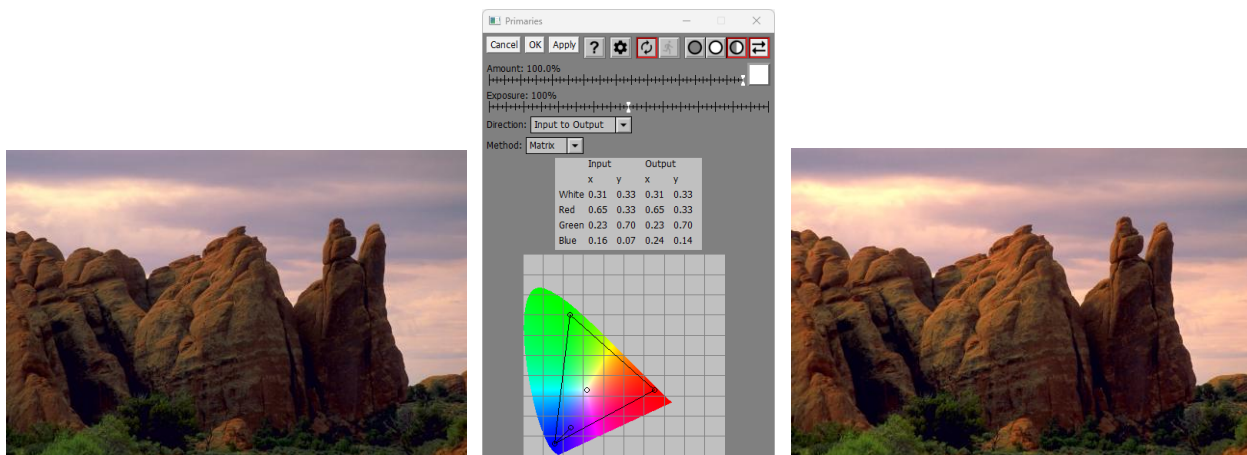 Primaries
Cancel OK Apply ?
Amount: 100.0%
Exposure: 100%
Direction: Input to Output
Method: Matrix
Input Output
x y x y
White 0.31 0.33 0.31 0.33
Red 0.65 0.33 0.65 0.33
Green 0.23 0.70 0.23 0.70
Blue 0.16 0.07 0.24 0.14